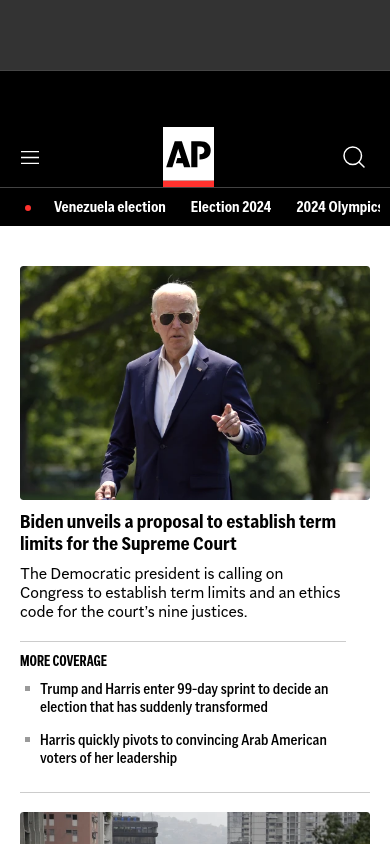 AP
Venezuela election
Election 2024
2024 Olympics
Biden unveils a proposal to establish term
limits for the Supreme Court
The Democratic president is calling on
Congress to establish term limits and an ethics
code for the court’s nine justices.
MORE COVERAGE
Trump and Harris enter 99-day sprint to decide an
election that has suddenly transformed
Harris quickly pivots to convincing Arab American
voters of her leadership